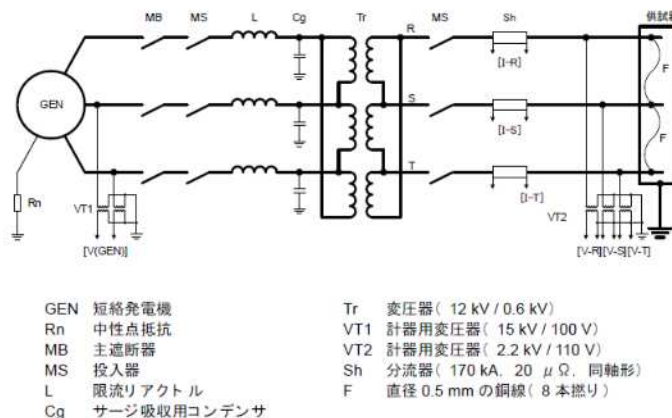 MB
MS
L
Cg
Tr
MS
Sh
供試器
R
[I-R]
F
GEN
S
[I-S]
F
T
[I-T]
Rn
VT1
VT2
[V(GEN)]
[V-R][V-S][V-T]
GEN 短絡発電機
Rn 中性点抵抗
MB 主遮断器
MS 投入器
L 限流リアクトル
Cg サージ吸収用コンデンサ
Tr 変圧器( 12 kV / 0.6 kV)
VT1 計器用変圧器( 15 kV / 100 V)
VT2 計器用変圧器( 2.2 kV / 110 V)
Sh 分流器( 170 kA, 20 μ Ω, 同軸形)
F 直径 0.5 mm の銅線( 8 本撚り)